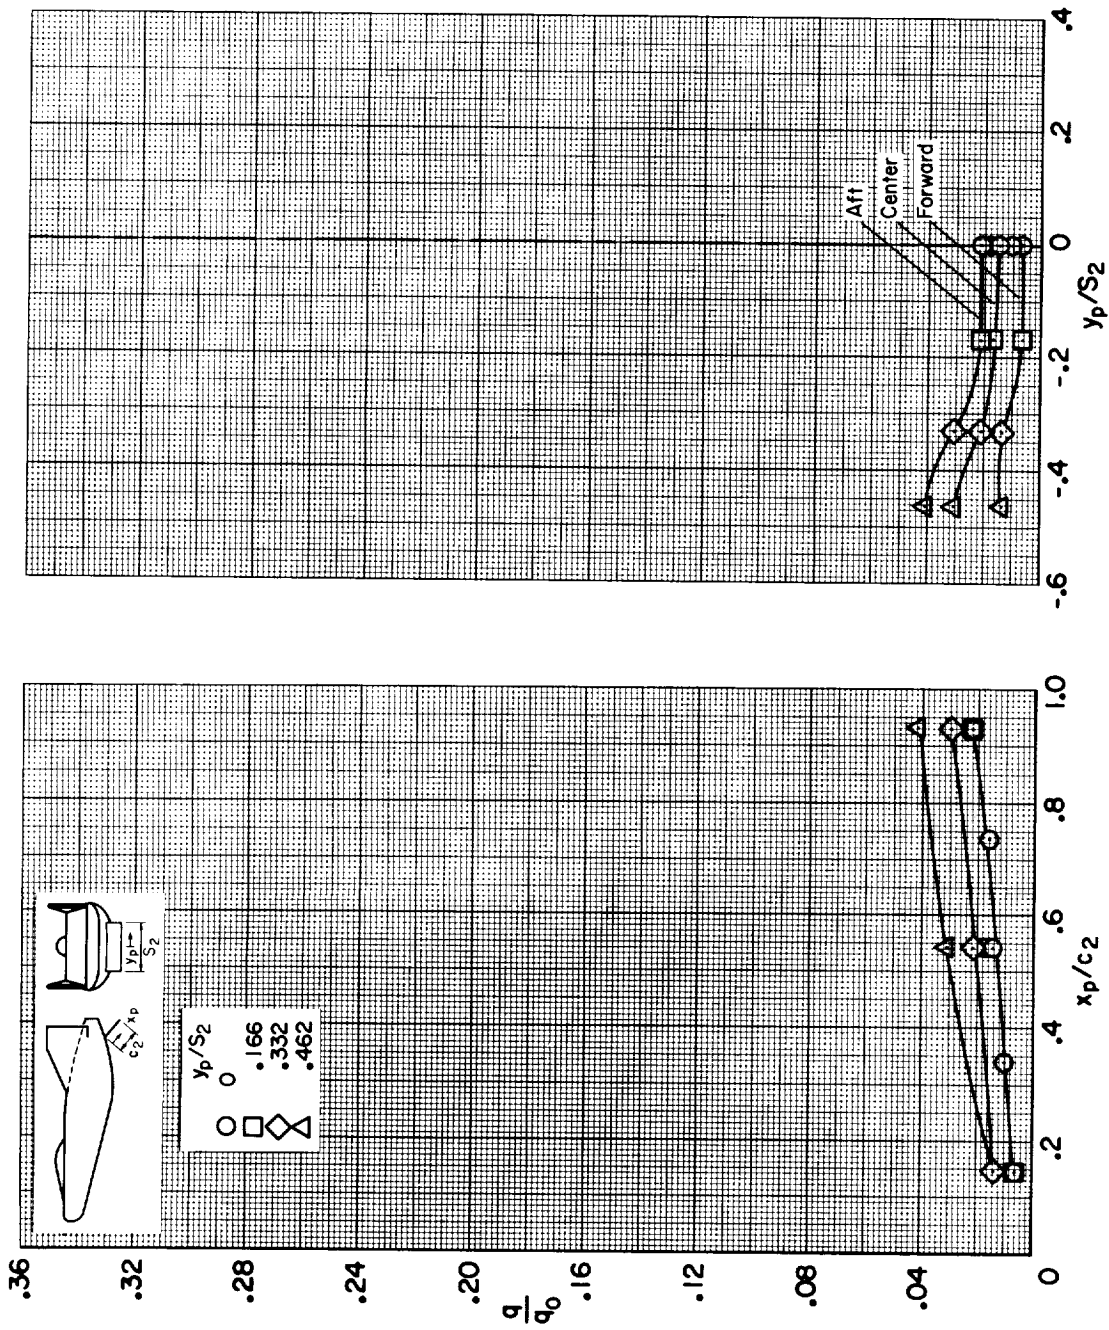 .36
.32
.28
.24
.20
.16
.12
.08
.04
0
q
q₀
yₚ/S₂
○ 0
□ .166
◇ .332
△ .462
c₂
xₚ
yₚ
S₂
.2
.4
.6
.8
1.0
xₚ/c₂
Aft
Center
Forward
-.6
-.4
-.2
0
.2
.4
yₚ/S₂